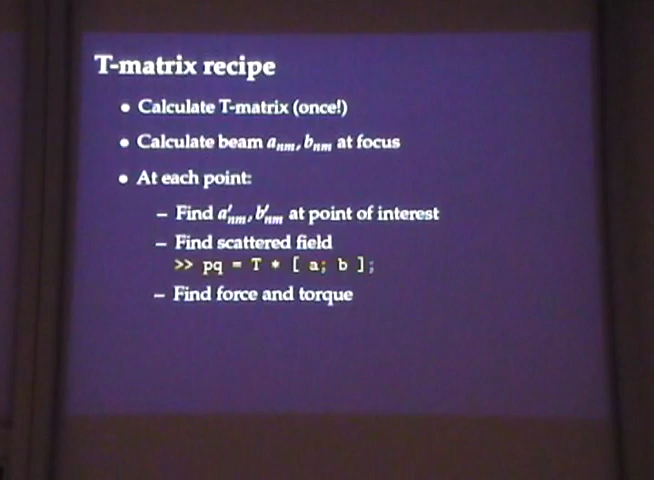 T-matrix recipe
• Calculate T-matrix (once!)
• Calculate beam aₙₘ, bₙₘ at focus
• At each point:
– Find a′ₙₘ, b′ₙₘ at point of interest
– Find scattered field
>> pq = T * [ a; b ];
– Find force and torque